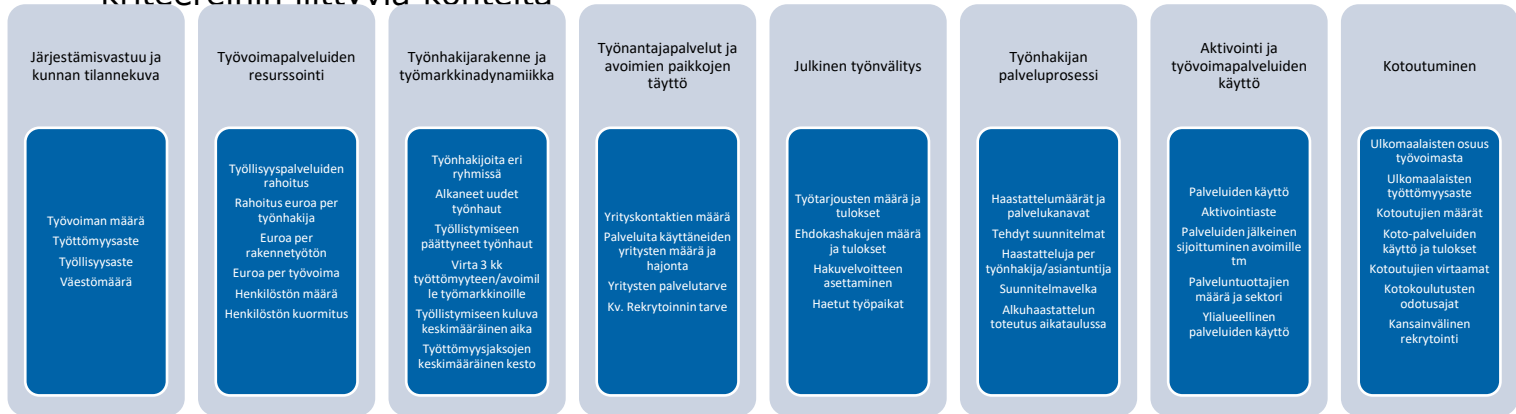 kriteereihin liittyviä kohteita
Järjestämisvastuu ja
kunnan tilannekuva
Työvoiman määrä
Työttömyysaste
Työllisyysaste
Väestömäärä
Työvoimapalveluiden
resurssointi
Työllisyyspalveluiden
rahoitus
Rahoitus euroa per
työnhakija
Euroa per
rakennetyötön
Euroa per työvoima
Henkilöstön määrä
Henkilöstön kuormitus
Työnhakijarakenne ja
työmarkkinadynamiikka
Työnhakijoita eri
ryhmissä
Alkaneet uudet
työnhaut
Työllistymiseen
päättyneet työnhaut
Virta 3 kk
työttömyyteen/avoimil
le työmarkkinoille
Työllistymiseen kuluva
keskimääräinen aika
Työttömyysjaksojen
keskimääräinen kesto
Työnantajapalvelut ja
avoimien paikkojen
täyttö
Yrityskontaktien määrä
Palveluita käyttäneiden
yritysten määrä ja
hajonta
Yritysten palvelutarve
Kv. Rekrytoinnin tarve
Julkinen työnvälitys
Työtarjousten määrä ja
tulokset
Ehdokashakujen määrä
ja tulokset
Hakuvelvoitteen
asettaminen
Haetut työpaikat
Työnhakijan
palveluprosessi
Haastattelumäärät ja
palvelukanavat
Tehdyt suunnitelmat
Haastatteluja per
työnhakija/asiantuntija
Suunnitelmavelka
Alkuhaastattelun
toteutus aikataulussa
Aktivointi ja
työvoimapalveluiden
käyttö
Palveluiden käyttö
Aktivointiaste
Palveluiden jälkeinen
sijoittuminen avoimille
tm
Palveluntuottajien
määrä ja sektori
Ylialueellinen
palveluiden käyttö
Kotoutuminen
Ulkomaalaisten osuus
työvoimasta
Ulkomaalaisten
työttömyysaste
Kotoutujien määrät
Koto-palveluiden
käyttö ja tulokset
Kotoutujien virtaamat
Kotokoulutusten
odotusajat
Kansainvälinen
rekrytointi